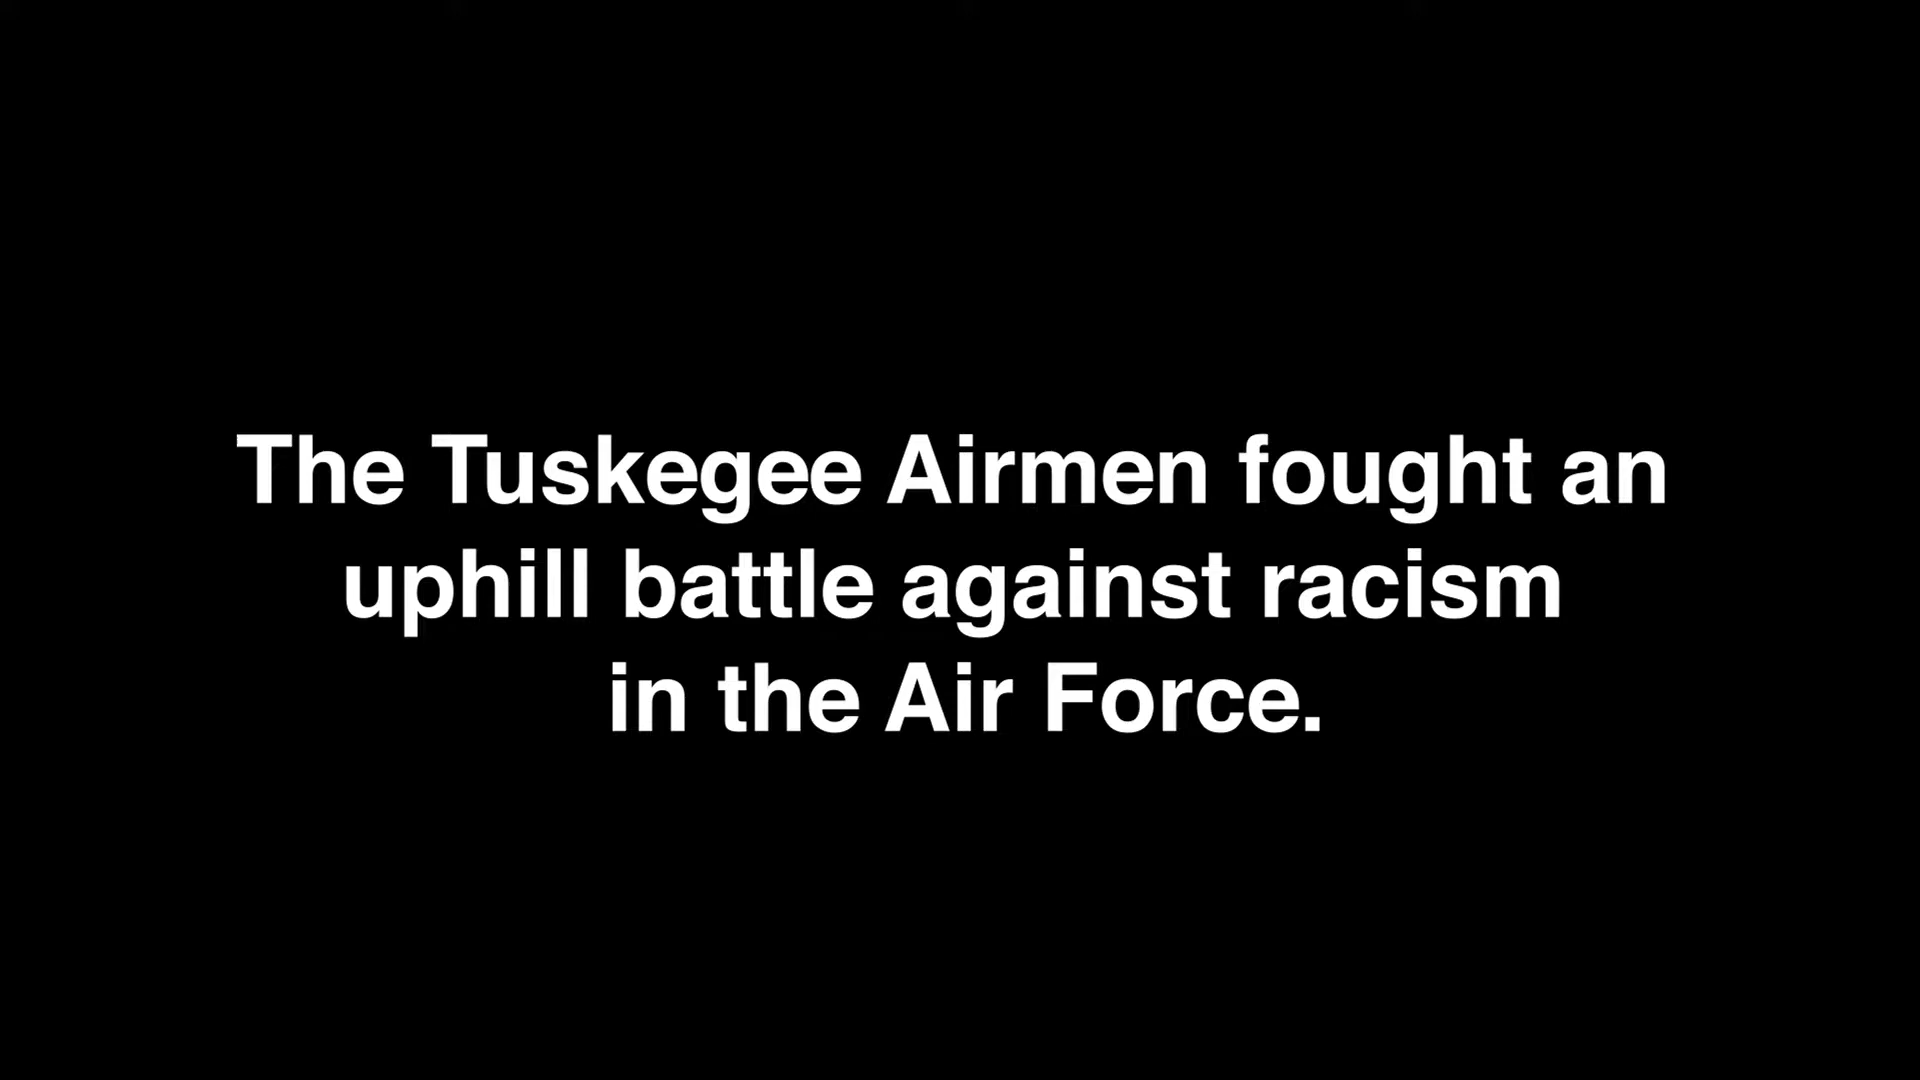 The Tuskegee Airmen fought an
uphill battle against racism
in the Air Force.